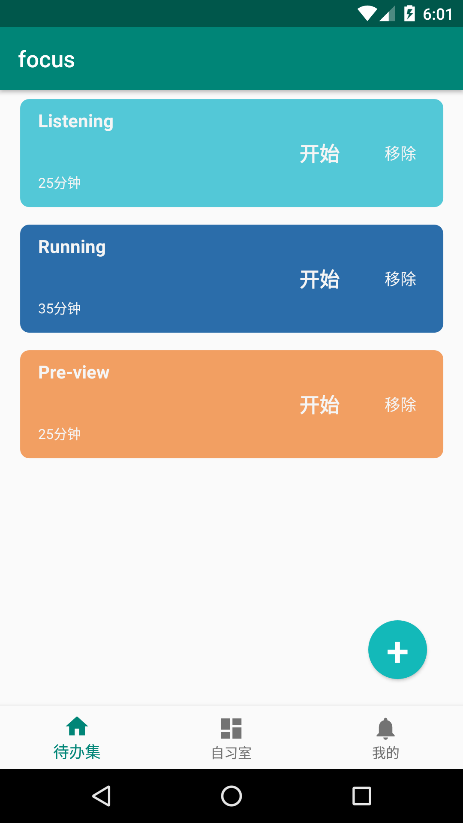 6:01
focus
Listening
开始 移除
25分钟
Running
开始 移除
35分钟
Pre-view
开始 移除
25分钟
待办集 自习室 我的